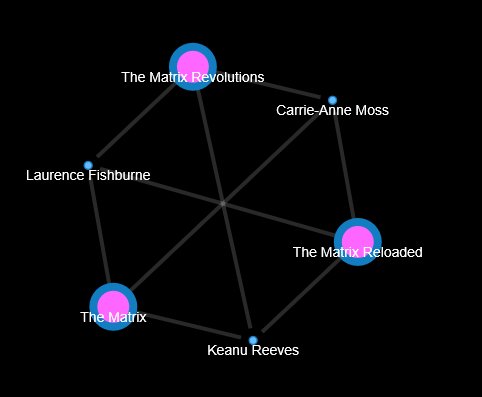 The Matrix Revolutions
Carrie-Anne Moss
Laurence Fishburne
The Matrix Reloaded
The Matrix
Keanu Reeves